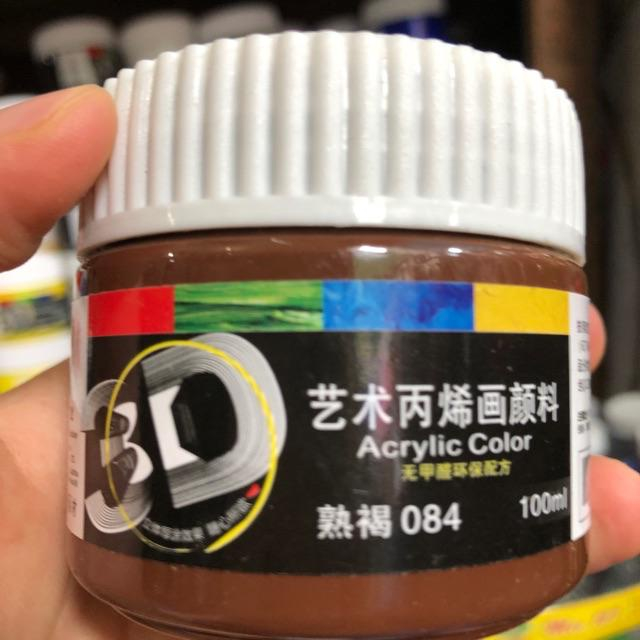 3D
艺术丙烯画颜料
Acrylic Color
无甲醛环保配方
熟褐 084
100ml